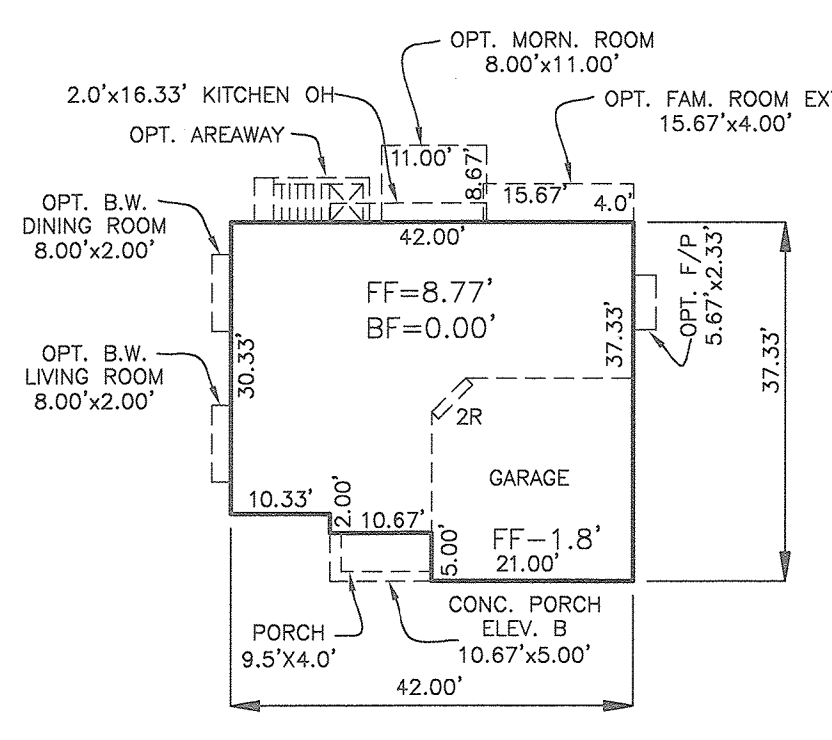 OPT. MORN. ROOM
8.00'x11.00'
2.0'x16.33' KITCHEN OH
OPT. FAM. ROOM EX
15.67'x4.00'
OPT. AREAWAY
11.00'
8.67'
15.67'
4.0'
OPT. B.W.
DINING ROOM
8.00'x2.00'
42.00'
FF=8.77'
BF=0.00'
OPT. F/P
5.67'x2.33'
37.33'
37.33'
30.33'
OPT. B.W.
LIVING ROOM
8.00'x2.00'
2R
GARAGE
10.33'
2.00'
10.67'
5.00'
FF-1.8'
21.00'
PORCH
9.5'X4.0'
CONC. PORCH
ELEV. B
10.67'x5.00'
42.00'